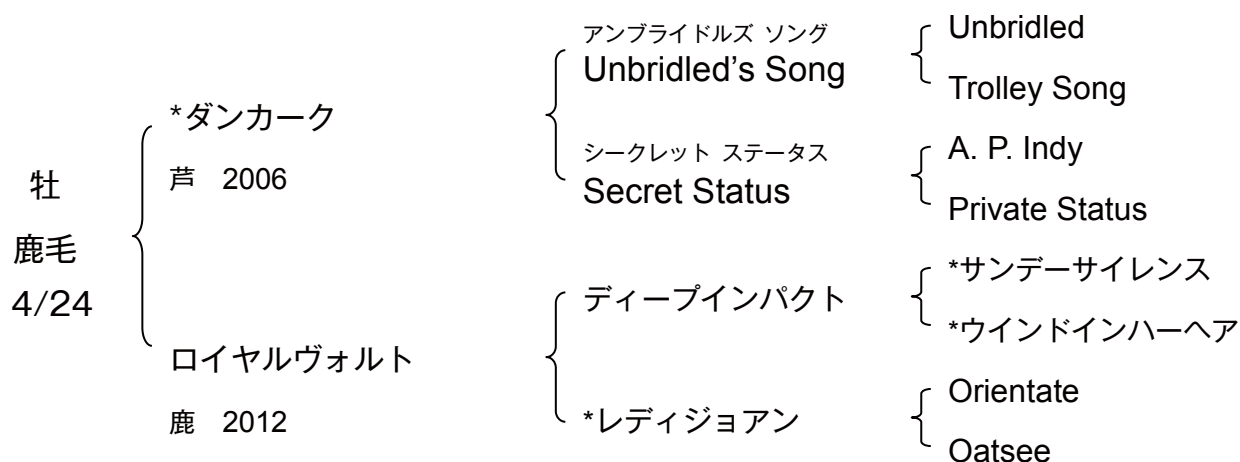 牡
鹿毛
4/24
*ダンカーク
芦 2006
ロイヤルヴォルト
鹿 2012
アンブライドルズ ソング
Unbridled's Song
シークレット ステータス
Secret Status
ディープインパクト
*レディジョアン
Unbridled
Trolley Song
A. P. Indy
Private Status
*サンデーサイレンス
*ウインドインハーヘア
Orientate
Oatsee